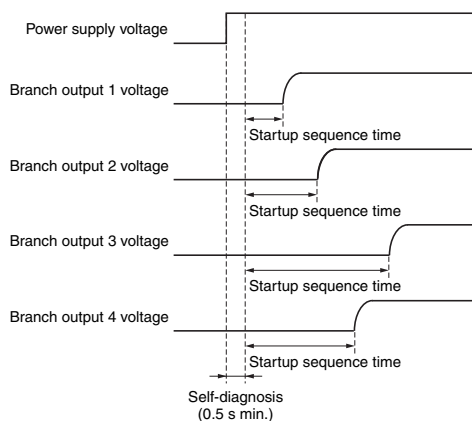 Power supply voltage
Branch output 1 voltage
Startup sequence time
Branch output 2 voltage
Startup sequence time
Branch output 3 voltage
Startup sequence time
Branch output 4 voltage
Startup sequence time
Self-diagnosis
(0.5 s min.)